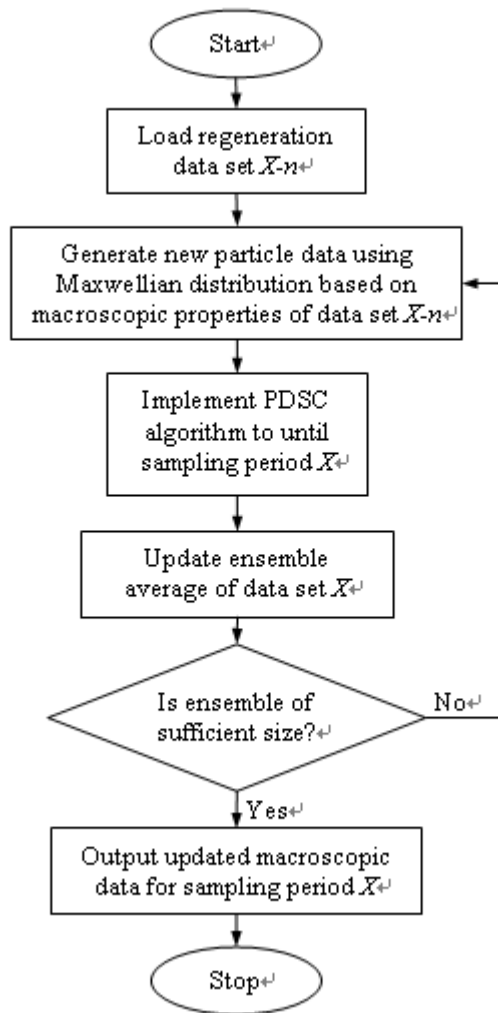 Start↵
Load regeneration
data set X-n↵
Generate new particle data using
Maxwellian distribution based on
macroscopic properties of data set X-n↵
Implement PDSC
algorithm to until
sampling period X↵
Update ensemble
average of data set X↵
Is ensemble of
sufficient size?↵
No↵
Yes↵
Output updated macroscopic
data for sampling period X↵
Stop↵